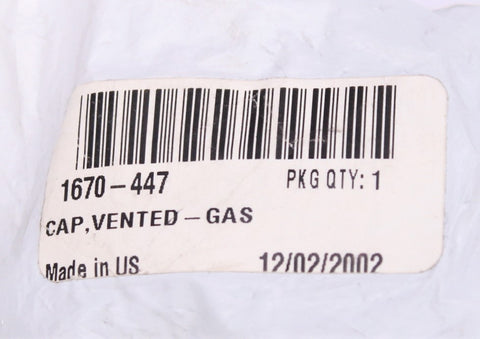 1670-447 PKG QTY: 1
CAP,VENTED-GAS
Made in US 12/02/2002